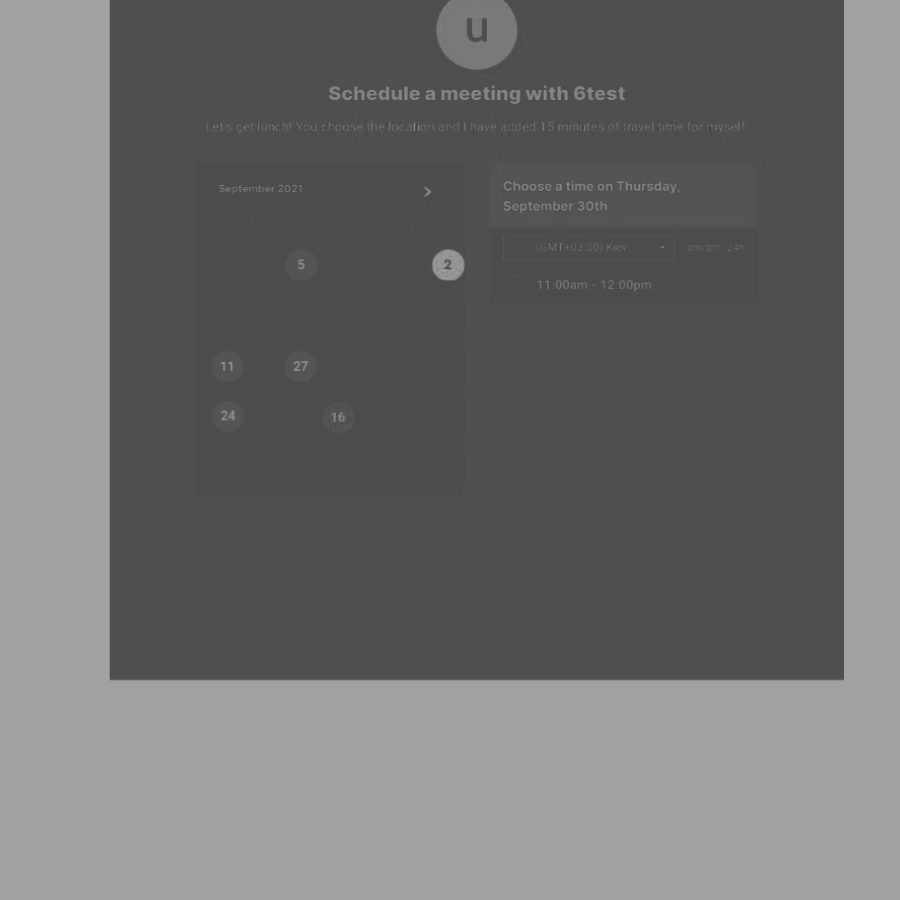 u
Schedule a meeting with 6test
Let's get lunch! You choose the location and I have added 15 minutes of travel time for myself
September 2021
5 2
11 27
24 16
Choose a time on Thursday,
September 30th
(GMT+03:00) Kiev am/pm 24h
11:00am - 12:00pm